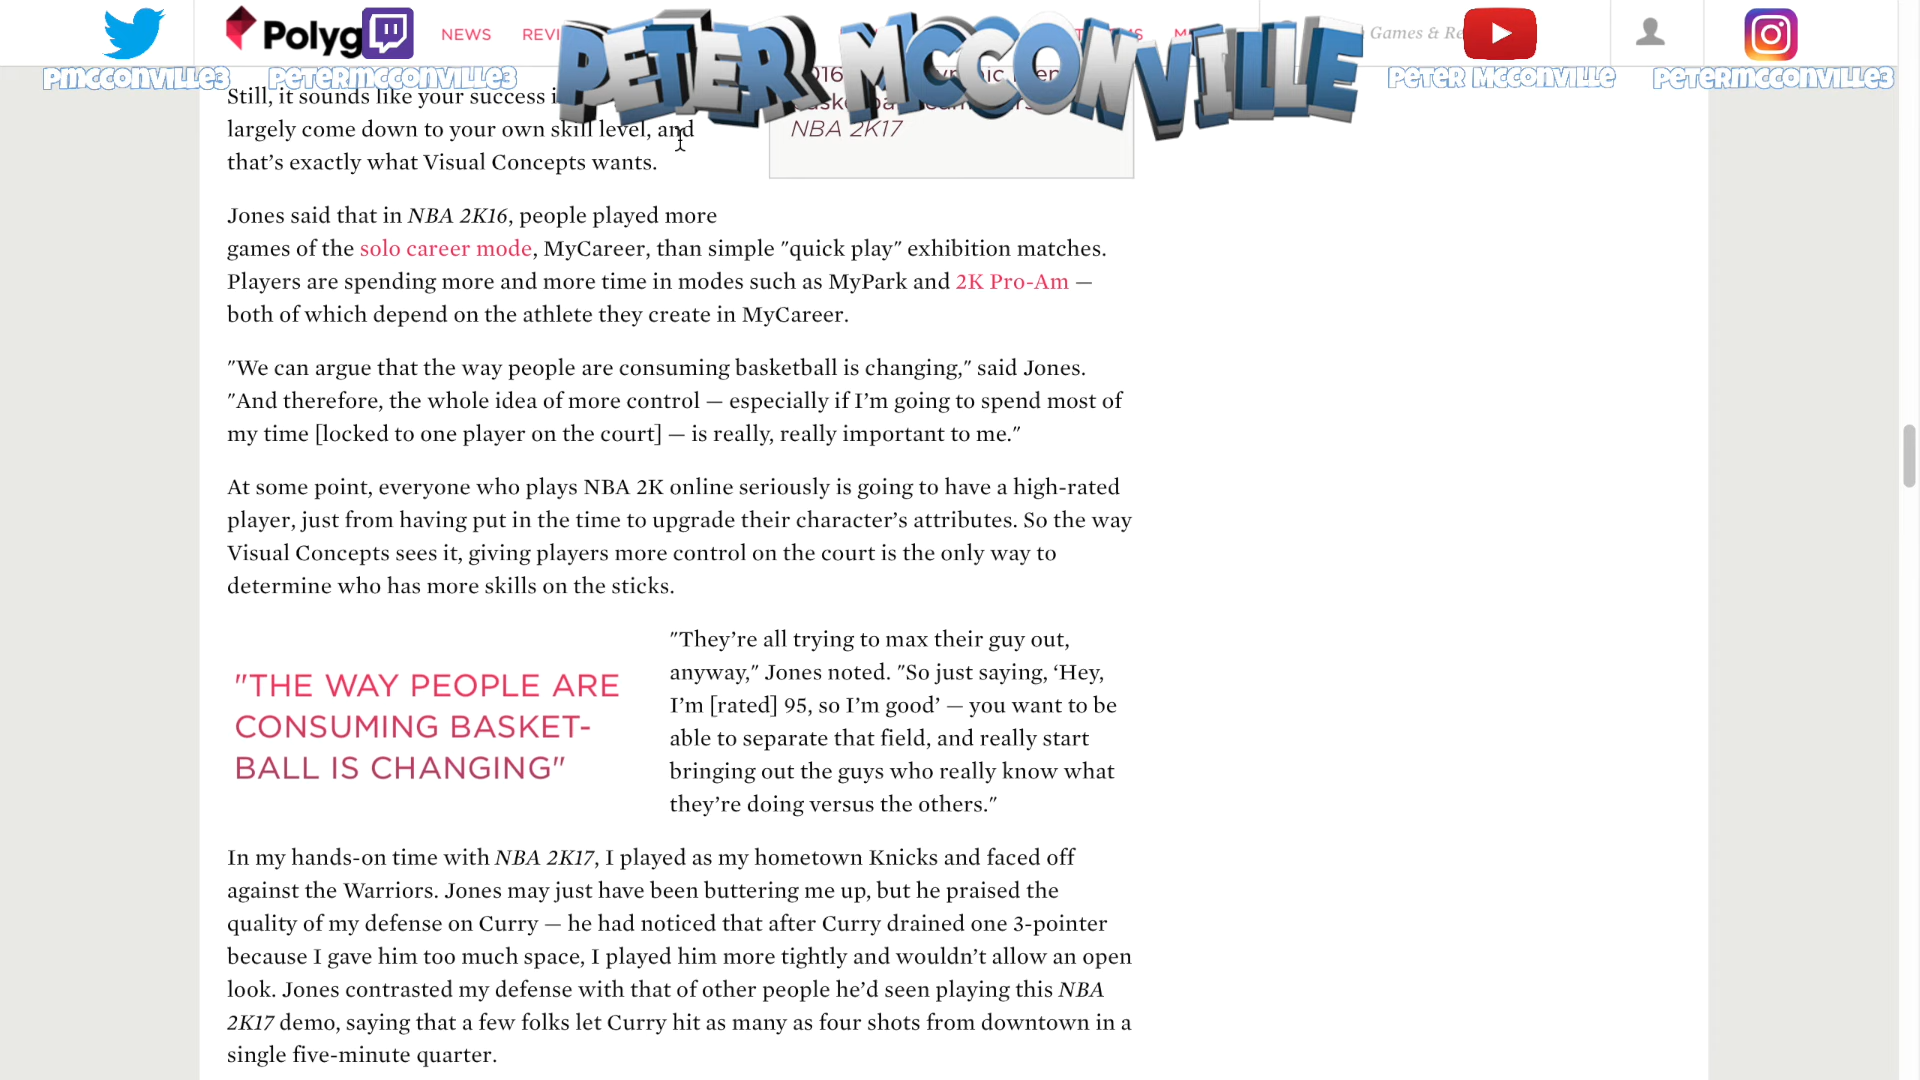 Polyg
NEWS
REVI
PETER MCCONVILLE
Games & Re
PMCCONVILLE3
PETERMCCONVILLE3
PETER MCCONVILLE
PETERMCCONVILLE3
Still, it sounds like your success i
largely come down to your own skill level, and
that’s exactly what Visual Concepts wants.
NBA 2K17
Jones said that in NBA 2K16, people played more
games of the solo career mode, MyCareer, than simple "quick play" exhibition matches.
Players are spending more and more time in modes such as MyPark and 2K Pro-Am —
both of which depend on the athlete they create in MyCareer.
"We can argue that the way people are consuming basketball is changing," said Jones.
"And therefore, the whole idea of more control — especially if I’m going to spend most of
my time [locked to one player on the court] — is really, really important to me."
At some point, everyone who plays NBA 2K online seriously is going to have a high-rated
player, just from having put in the time to upgrade their character’s attributes. So the way
Visual Concepts sees it, giving players more control on the court is the only way to
determine who has more skills on the sticks.
"THE WAY PEOPLE ARE
CONSUMING BASKET-
BALL IS CHANGING"
"They’re all trying to max their guy out,
anyway," Jones noted. "So just saying, ‘Hey,
I’m [rated] 95, so I’m good’ — you want to be
able to separate that field, and really start
bringing out the guys who really know what
they’re doing versus the others."
In my hands-on time with NBA 2K17, I played as my hometown Knicks and faced off
against the Warriors. Jones may just have been buttering me up, but he praised the
quality of my defense on Curry — he had noticed that after Curry drained one 3-pointer
because I gave him too much space, I played him more tightly and wouldn’t allow an open
look. Jones contrasted my defense with that of other people he’d seen playing this NBA
2K17 demo, saying that a few folks let Curry hit as many as four shots from downtown in a
single five-minute quarter.